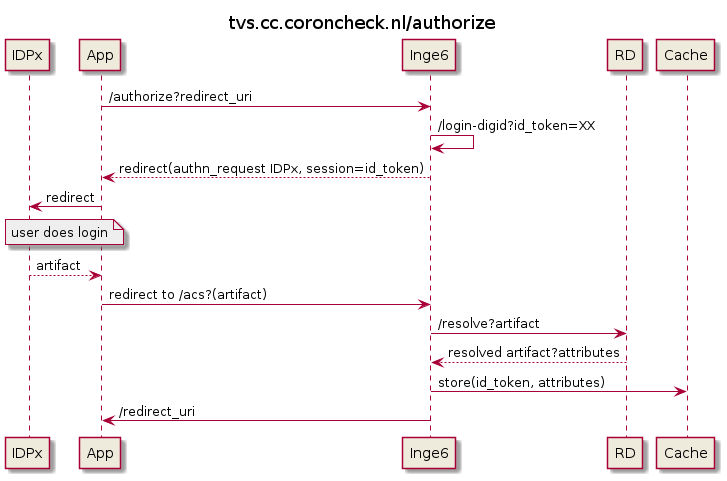 tvs.cc.coroncheck.nl/authorize
IDPx App Inge6 RD Cache
/authorize?redirect_uri
/login-digid?id_token=XX
redirect(authn_request IDPx, session=id_token)
redirect
user does login
artifact
redirect to /acs?(artifact)
/resolve?artifact
resolved artifact?attributes
store(id_token, attributes)
/redirect_uri
IDPx App Inge6 RD Cache